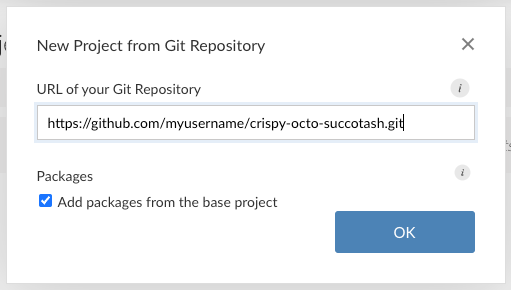 New Project from Git Repository
URL of your Git Repository
i
https://github.com/myusername/crispy-octo-succotash.git
Packages
i
Add packages from the base project
OK